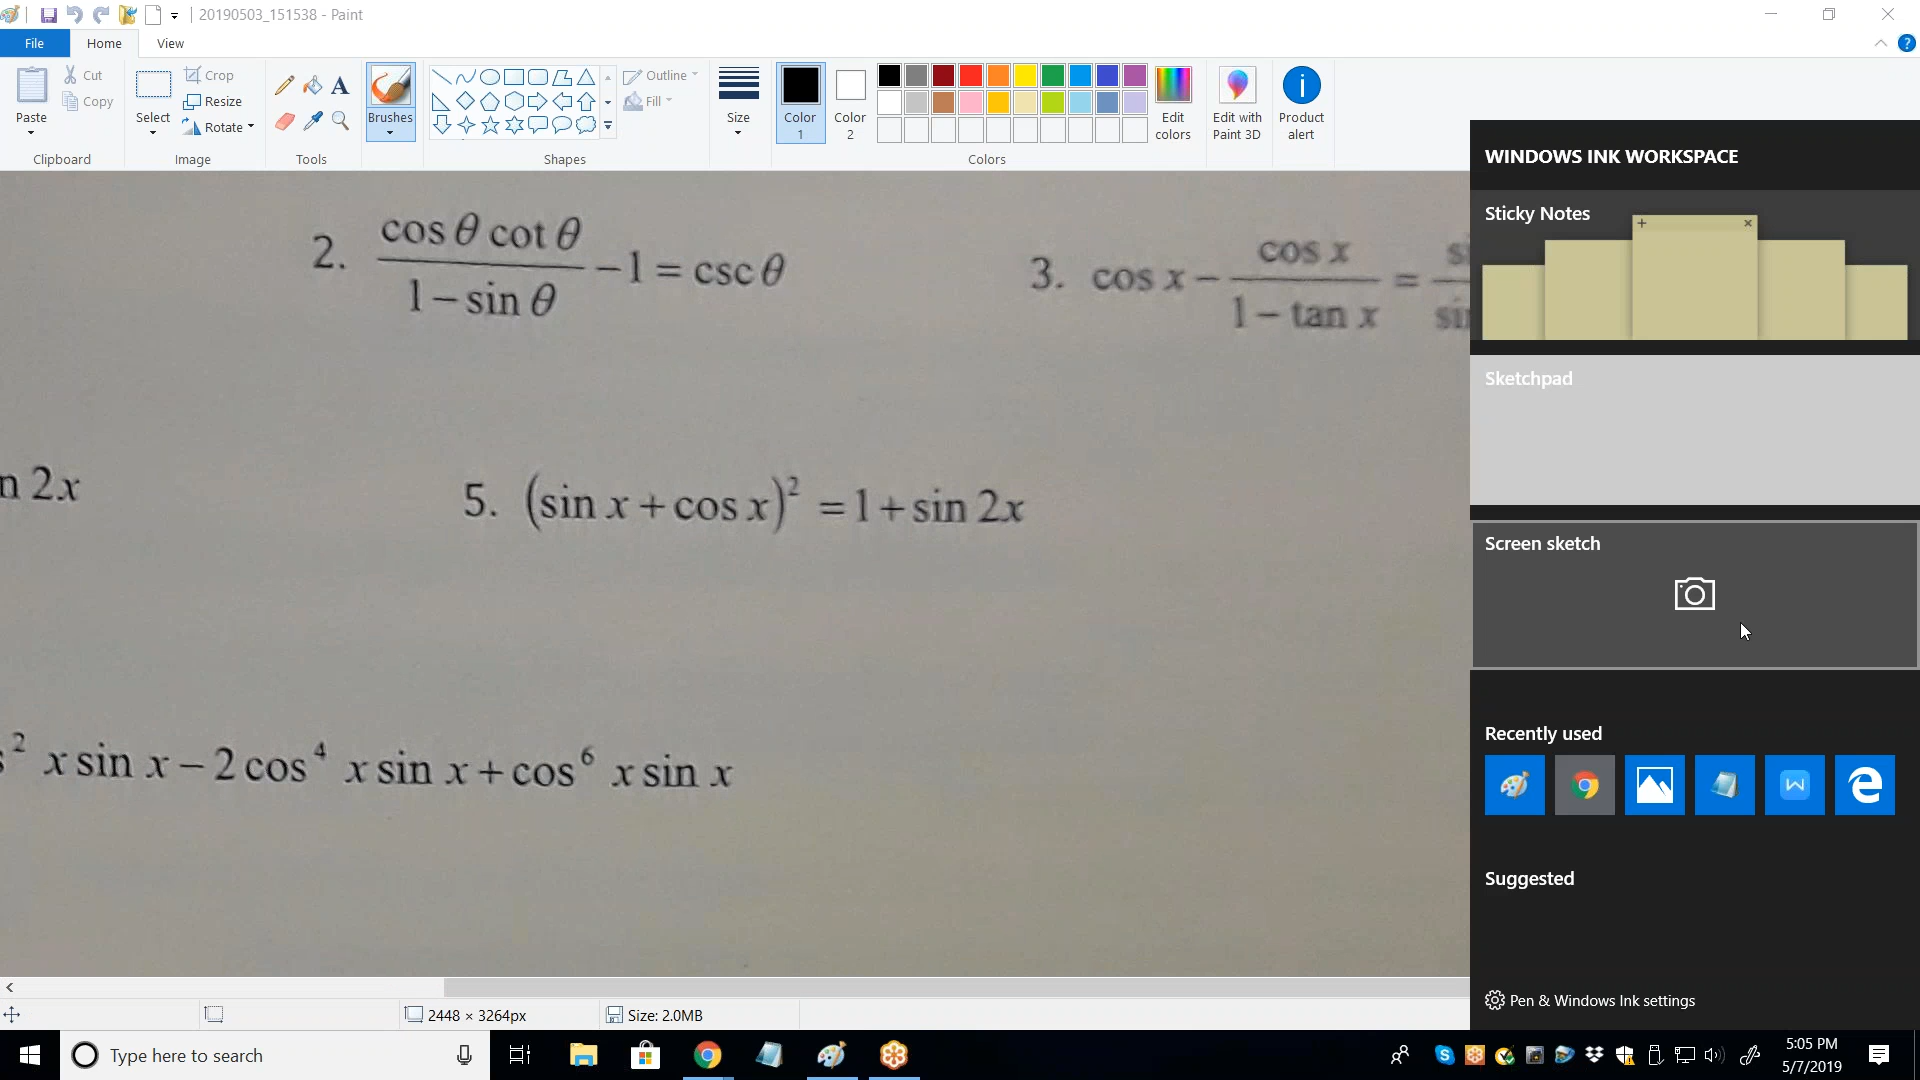 20190503_151538 - Paint
File Home View
Paste
Clipboard
Cut
Copy
Select
Crop
Resize
Rotate
Image
Tools
Brushes
Shapes
Outline
Fill
Size
Color 1
Color 2
Colors
Edit colors
Edit with Paint 3D
Product alert
2. cos θ cot θ / 1 − sin θ − 1 = csc θ
3. cos x − cos x / 1 − tan x =
n 2x
5. (sin x + cos x)² = 1 + sin 2x
² x sin x − 2 cos⁴ x sin x + cos⁶ x sin x
WINDOWS INK WORKSPACE
Sticky Notes
Sketchpad
Screen sketch
Recently used
Suggested
Pen & Windows Ink settings
2448 × 3264px
Size: 2.0MB
Type here to search
5:05 PM
5/7/2019